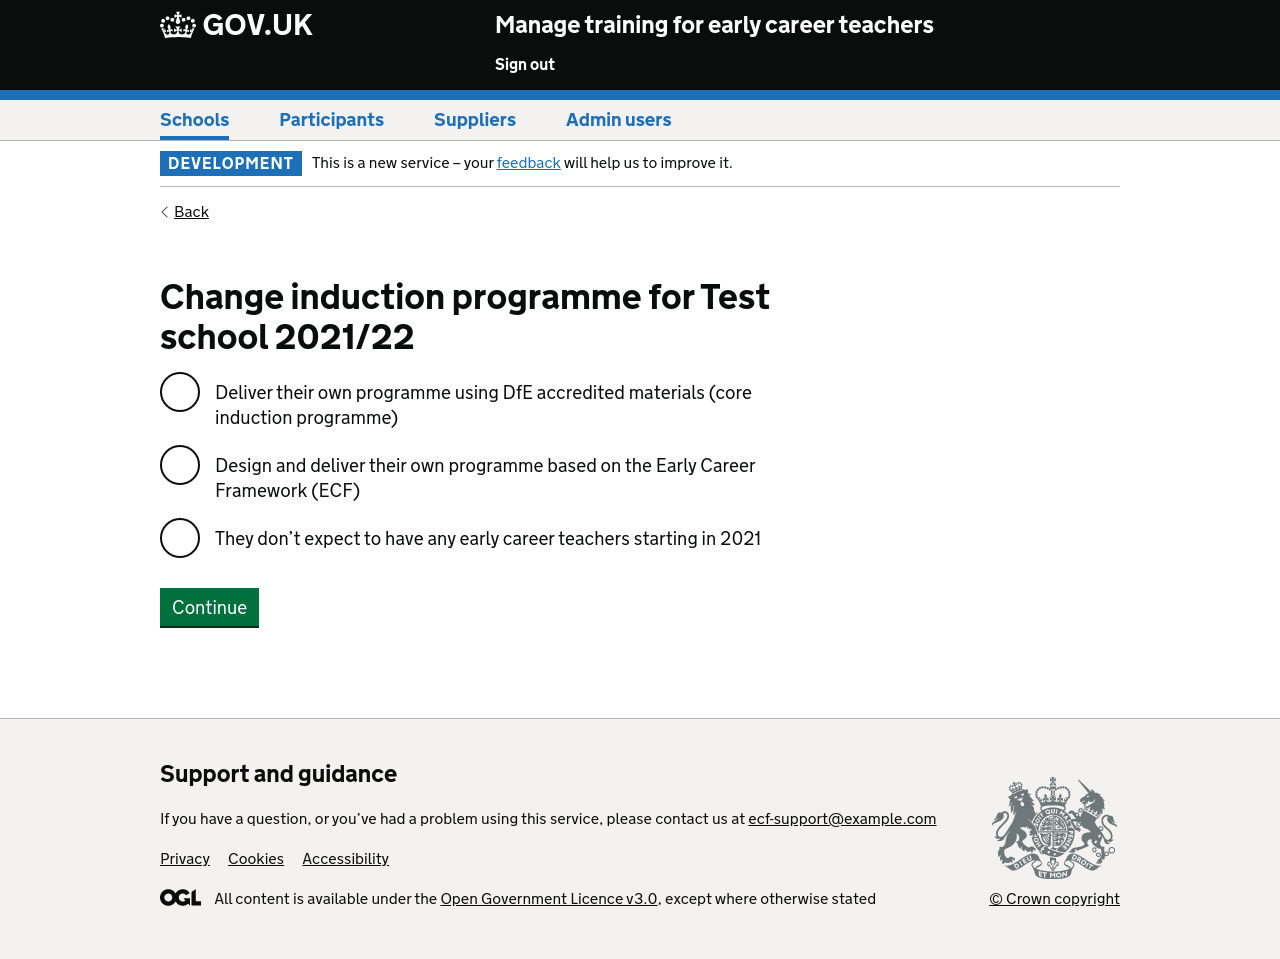 GOV.UK
Manage training for early career teachers
Sign out
Schools Participants Suppliers Admin users
DEVELOPMENT This is a new service – your feedback will help us to improve it.
Back
Change induction programme for Test
school 2021/22
Deliver their own programme using DfE accredited materials (core
induction programme)
Design and deliver their own programme based on the Early Career
Framework (ECF)
They don’t expect to have any early career teachers starting in 2021
Continue
Support and guidance
If you have a question, or you’ve had a problem using this service, please contact us at ecf-support@example.com
Privacy Cookies Accessibility
OGL All content is available under the Open Government Licence v3.0, except where otherwise stated
DIEU ET MON DROIT
© Crown copyright